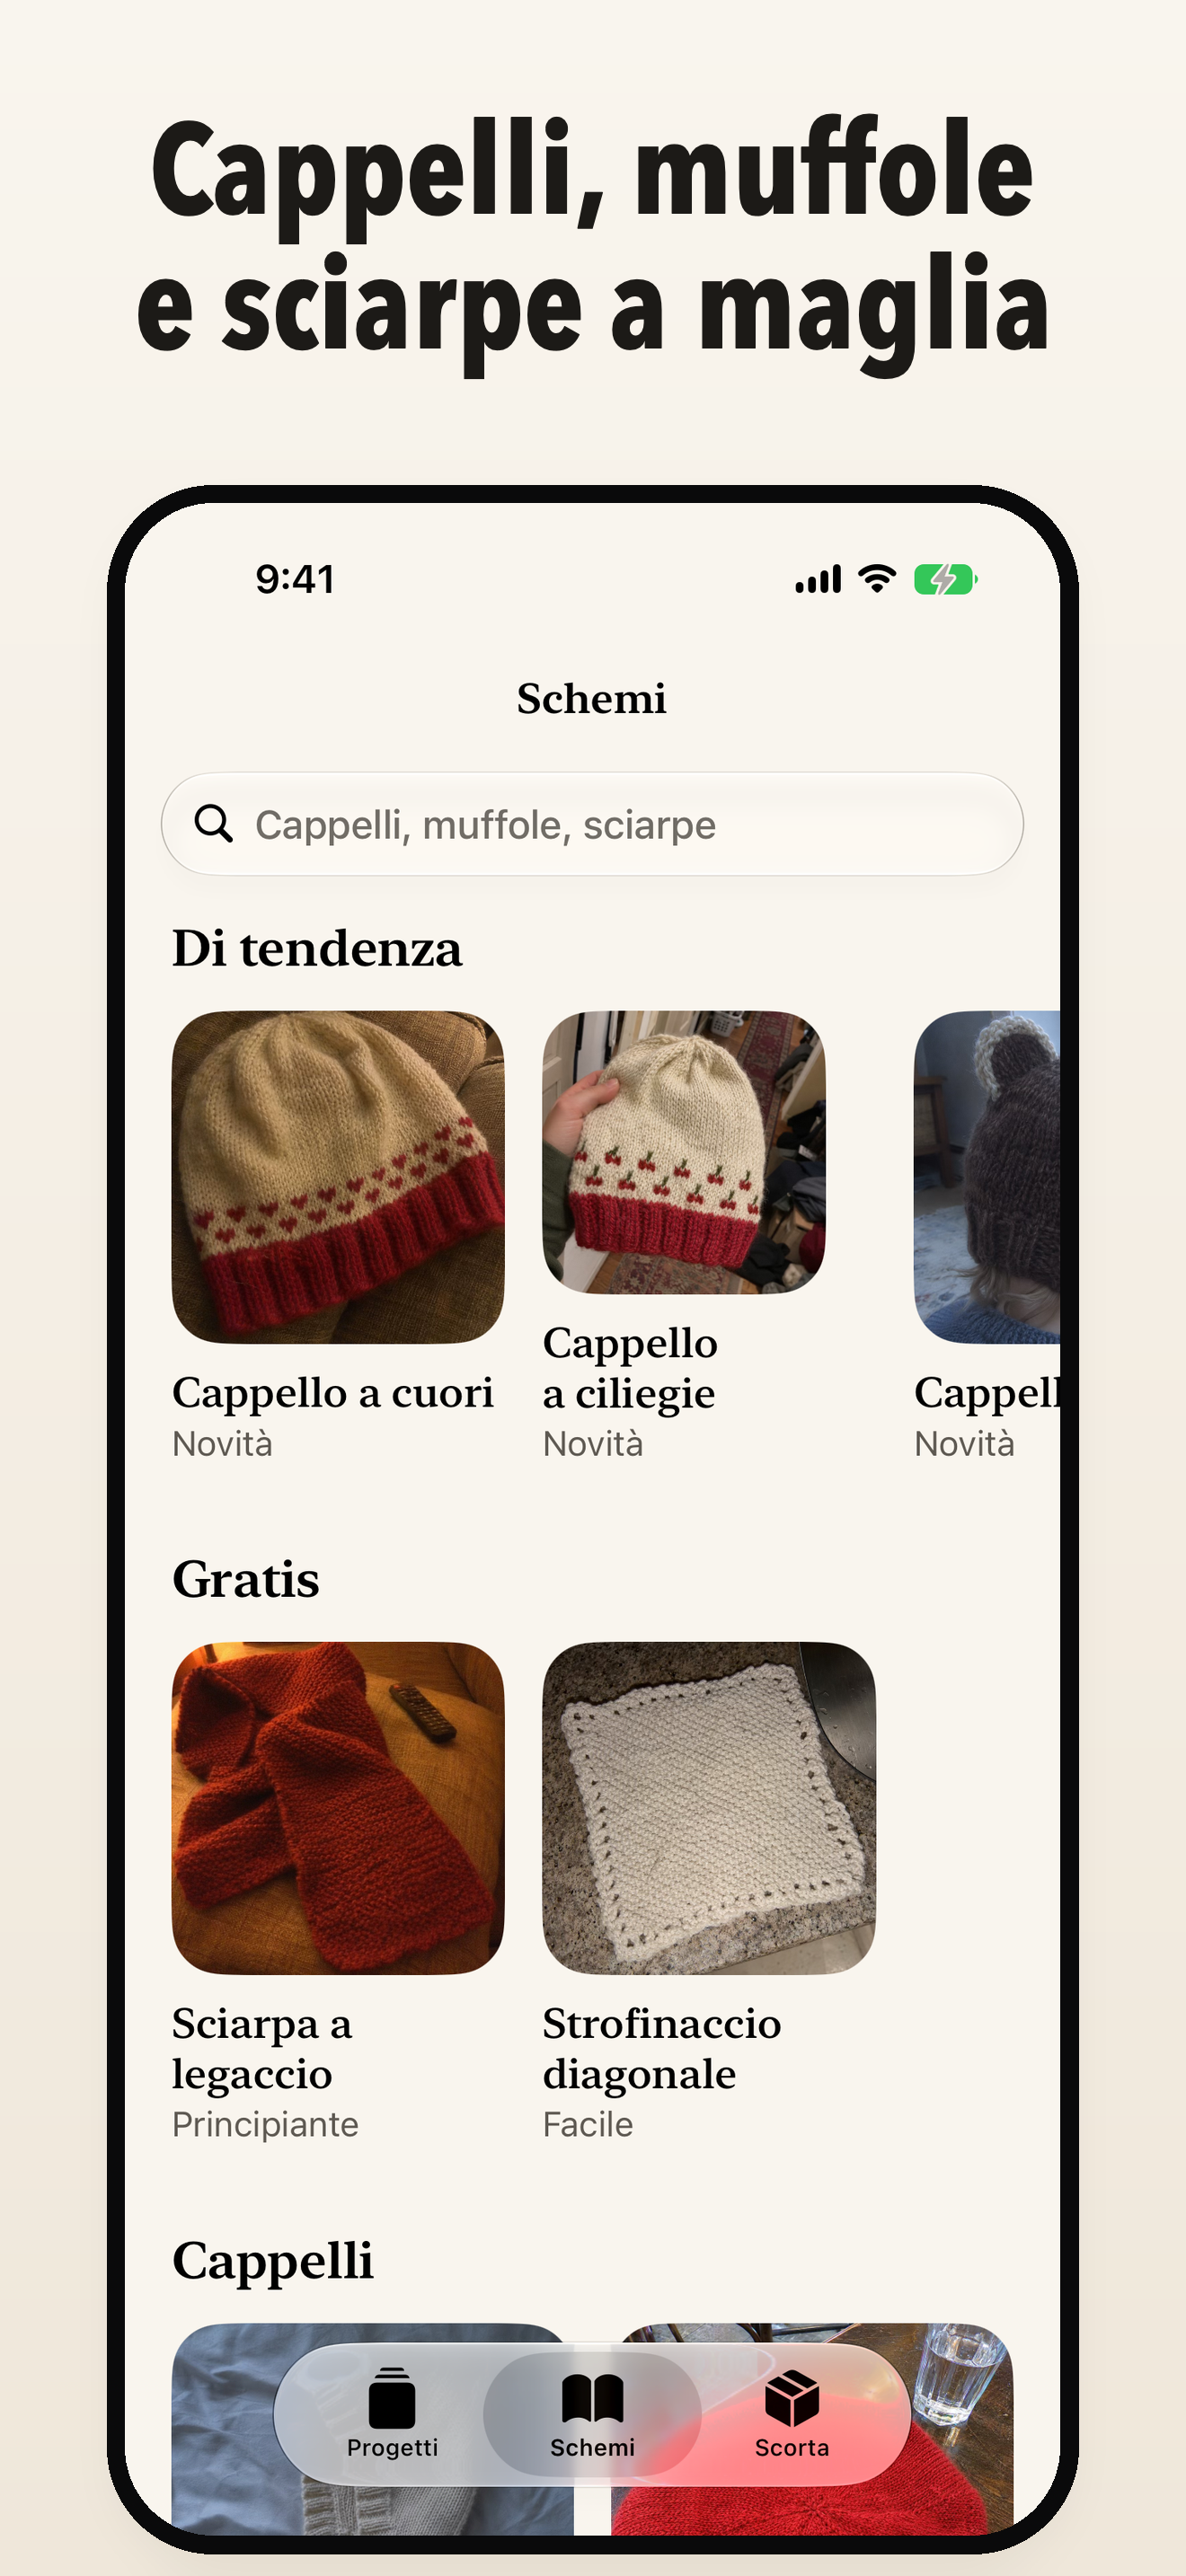 Cappelli, muffole
e sciarpe a maglia
9:41
Schemi
Cappelli, muffole, sciarpe
Di tendenza
Cappello a cuori
Novità
Cappello
a ciliegie
Novità
Novità
Gratis
Sciarpa a
legaccio
Principiante
Strofinaccio
diagonale
Facile
Cappelli
Progetti
Schemi
Scorta